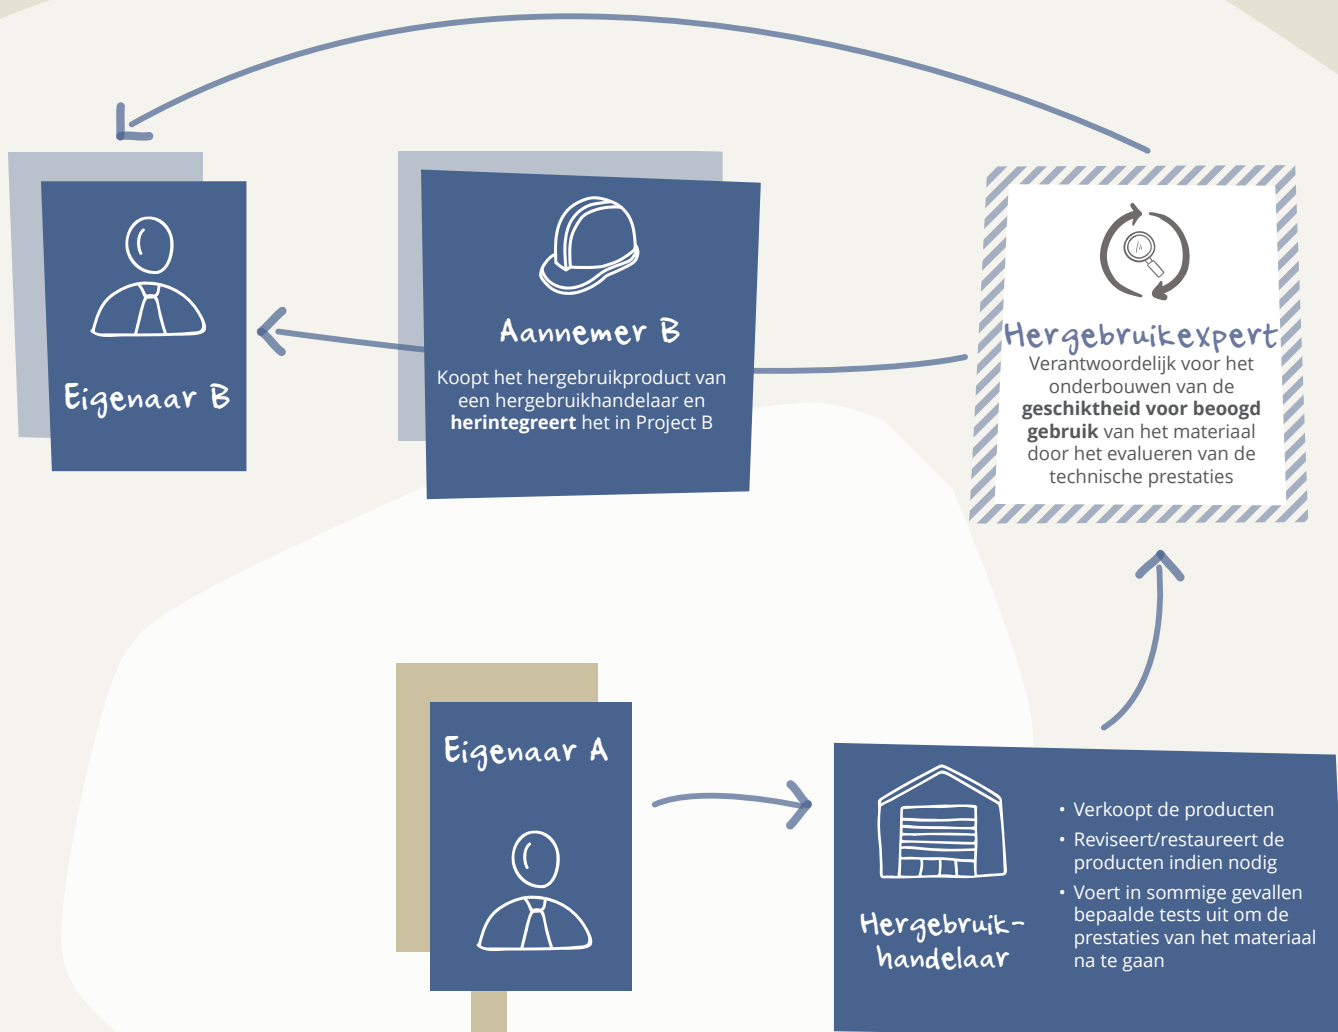 Eigenaar B
Aannemer B
Koopt het hergebruikproduct van
een hergebruikhandelaar en
herintegreert het in Project B
Hergebruikexpert
Verantwoordelijk voor het
onderbouwen van de
geschiktheid voor beoogd
gebruik van het materiaal
door het evalueren van de
technische prestaties
Eigenaar A
Hergebruik-
handelaar
• Verkoopt de producten
• Reviseert/restaureert de
producten indien nodig
• Voert in sommige gevallen
bepaalde tests uit om de
prestaties van het materiaal
na te gaan